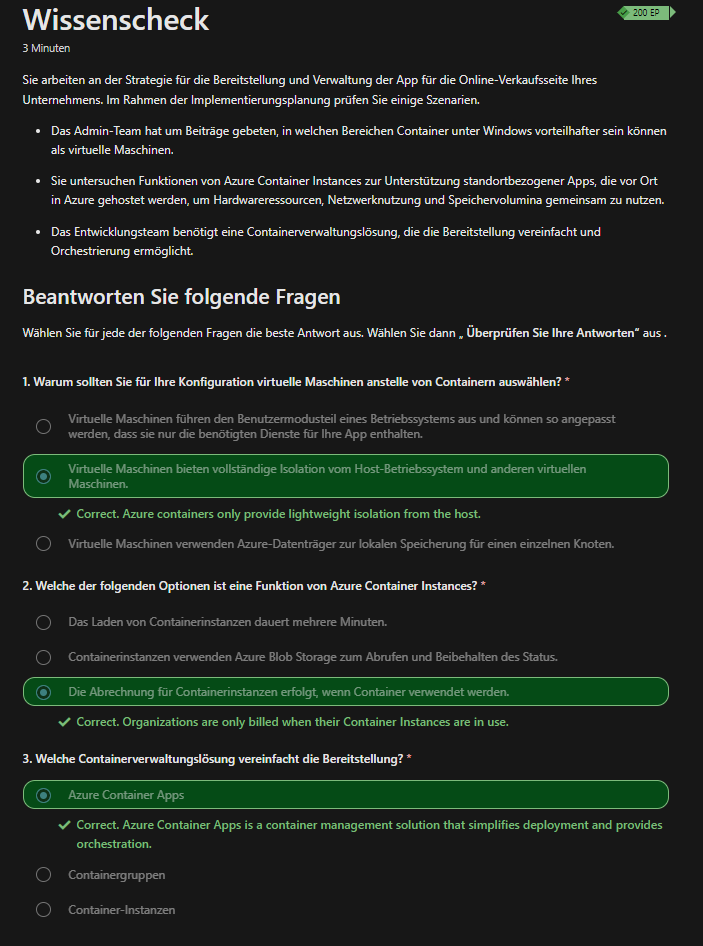 Wissenscheck
200 EP
3 Minuten
Sie arbeiten an der Strategie für die Bereitstellung und Verwaltung der App für die Online-Verkaufsseite Ihres
Unternehmens. Im Rahmen der Implementierungsplanung prüfen Sie einige Szenarien.
• Das Admin-Team hat um Beiträge gebeten, in welchen Bereichen Container unter Windows vorteilhafter sein können
als virtuelle Maschinen.
• Sie untersuchen Funktionen von Azure Container Instances zur Unterstützung standortbezogener Apps, die vor Ort
in Azure gehostet werden, um Hardwareressourcen, Netzwerknutzung und Speichervolumina gemeinsam zu nutzen.
• Das Entwicklungsteam benötigt eine Containerverwaltungslösung, die die Bereitstellung vereinfacht und
Orchestrierung ermöglicht.
Beantworten Sie folgende Fragen
Wählen Sie für jede der folgenden Fragen die beste Antwort aus. Wählen Sie dann „ Überprüfen Sie Ihre Antworten“ aus .
1. Warum sollten Sie für Ihre Konfiguration virtuelle Maschinen anstelle von Containern auswählen? *
Virtuelle Maschinen führen den Benutzermodusteil eines Betriebssystems aus und können so angepasst
werden, dass sie nur die benötigten Dienste für Ihre App enthalten.
Virtuelle Maschinen bieten vollständige Isolation vom Host-Betriebssystem und anderen virtuellen
Maschinen.
✓ Correct. Azure containers only provide lightweight isolation from the host.
Virtuelle Maschinen verwenden Azure-Datenträger zur lokalen Speicherung für einen einzelnen Knoten.
2. Welche der folgenden Optionen ist eine Funktion von Azure Container Instances? *
Das Laden von Containerinstanzen dauert mehrere Minuten.
Containerinstanzen verwenden Azure Blob Storage zum Abrufen und Beibehalten des Status.
Die Abrechnung für Containerinstanzen erfolgt, wenn Container verwendet werden.
✓ Correct. Organizations are only billed when their Container Instances are in use.
3. Welche Containerverwaltungslösung vereinfacht die Bereitstellung? *
Azure Container Apps
✓ Correct. Azure Container Apps is a container management solution that simplifies deployment and provides
orchestration.
Containergruppen
Container-Instanzen